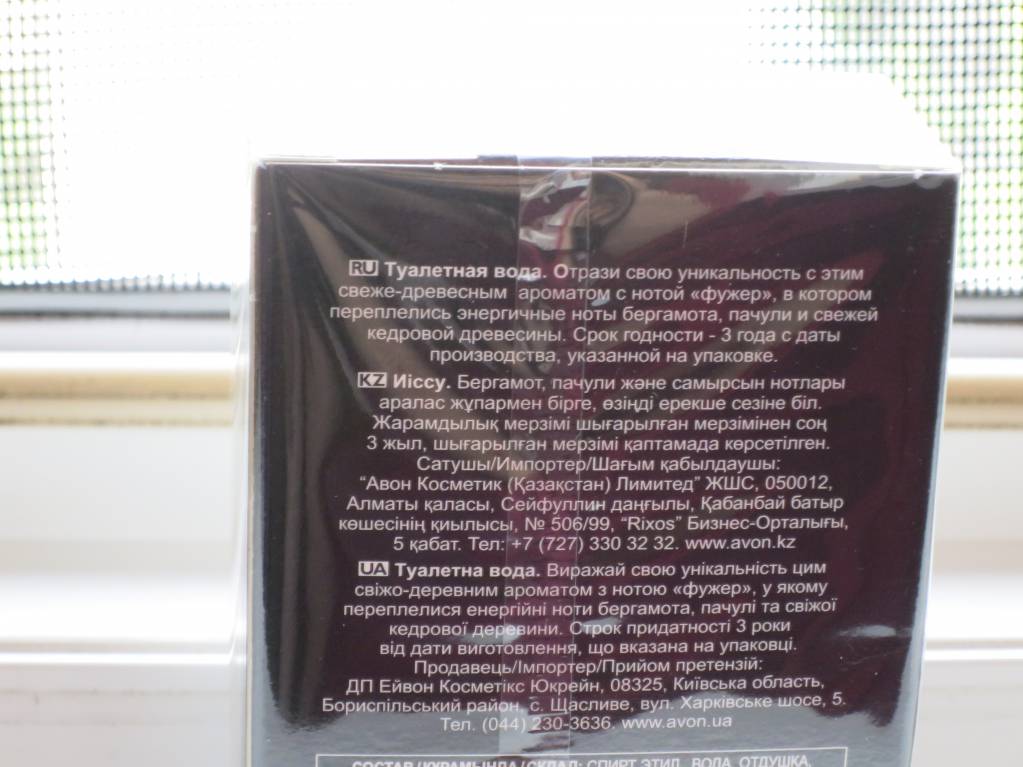 RU Туалетная вода. Отрази свою уникальность с этим
свеже-древесным ароматом с нотой «фужер», в котором
переплелись энергичные ноты бергамота, пачули и свежей
кедровой древесины. Срок годности - 3 года с даты
производства, указанной на упаковке.
KZ Иіссу. Бергамот, пачули және самырсын нотлары
аралас жұпармен бірге, өзіңді ерекше сезіне біл.
Жарамдылық мерзімі шығарылған мерзімінен соң
3 жыл, шығарылған мерзімі қаптамада көрсетілген.
Сатушы/Импортер/Шағым қабылдаушы:
“Авон Косметик (Қазақстан) Лимитед” ЖШС, 050012,
Алматы қаласы, Сейфуллин даңғылы, Қабанбай батыр
көшесінің қиылысы, № 506/99, “Rixos” Бизнес-Орталығы,
5 қабат. Тел: +7 (727) 330 32 32. www.avon.kz
UA Туалетна вода. Виражай свою унікальність цим
свіжо-деревним ароматом з нотою «фужер», у якому
переплелися енергійні ноти бергамота, пачулі та свіжої
кедрової деревини. Строк придатності 3 роки
від дати виготовлення, що вказана на упаковці.
Продавець/Імпортер/Прийом претензій:
ДП Ейвон Косметікс Юкрейн, 08325, Київська область,
Бориспільський район, с. Щасливе, вул. Харківське шосе, 5.
Тел. (044) 230-3636. www.avon.ua
СОСТАВ/ҚҰРАМЫНДА/СКЛАД: СПИРТ ЭТИЛ., ВОДА, ОТДУШКА,